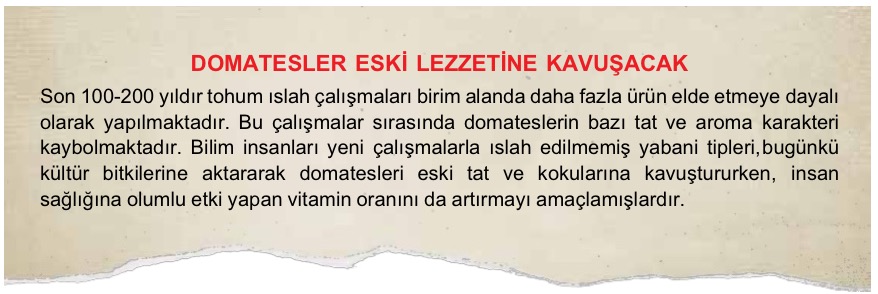 DOMATESLER ESKİ LEZZETİNE KAVUŞACAK
Son 100-200 yıldır tohum ıslah çalışmaları birim alanda daha fazla ürün elde etmeye dayalı
olarak yapılmaktadır. Bu çalışmalar sırasında domateslerin bazı tat ve aroma karakteri
kaybolmaktadır. Bilim insanları yeni çalışmalarla ıslah edilmemiş yabani tipleri,bugünkü
kültür bitkilerine aktararak domatesleri eski tat ve kokularına kavuştururken, insan
sağlığına olumlu etki yapan vitamin oranını da artırmayı amaçlamışlardır.